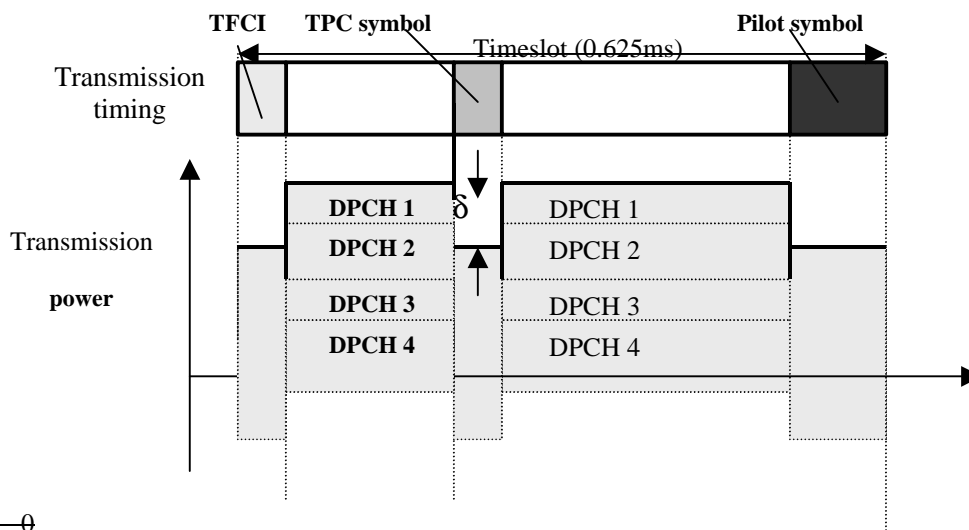 TFCI TPC symbol Pilot symbol
Timeslot (0.625ms)
Transmission
timing
DPCH 1 δ DPCH 1
Transmission DPCH 2 DPCH 2
power DPCH 3 DPCH 3
DPCH 4 DPCH 4
0